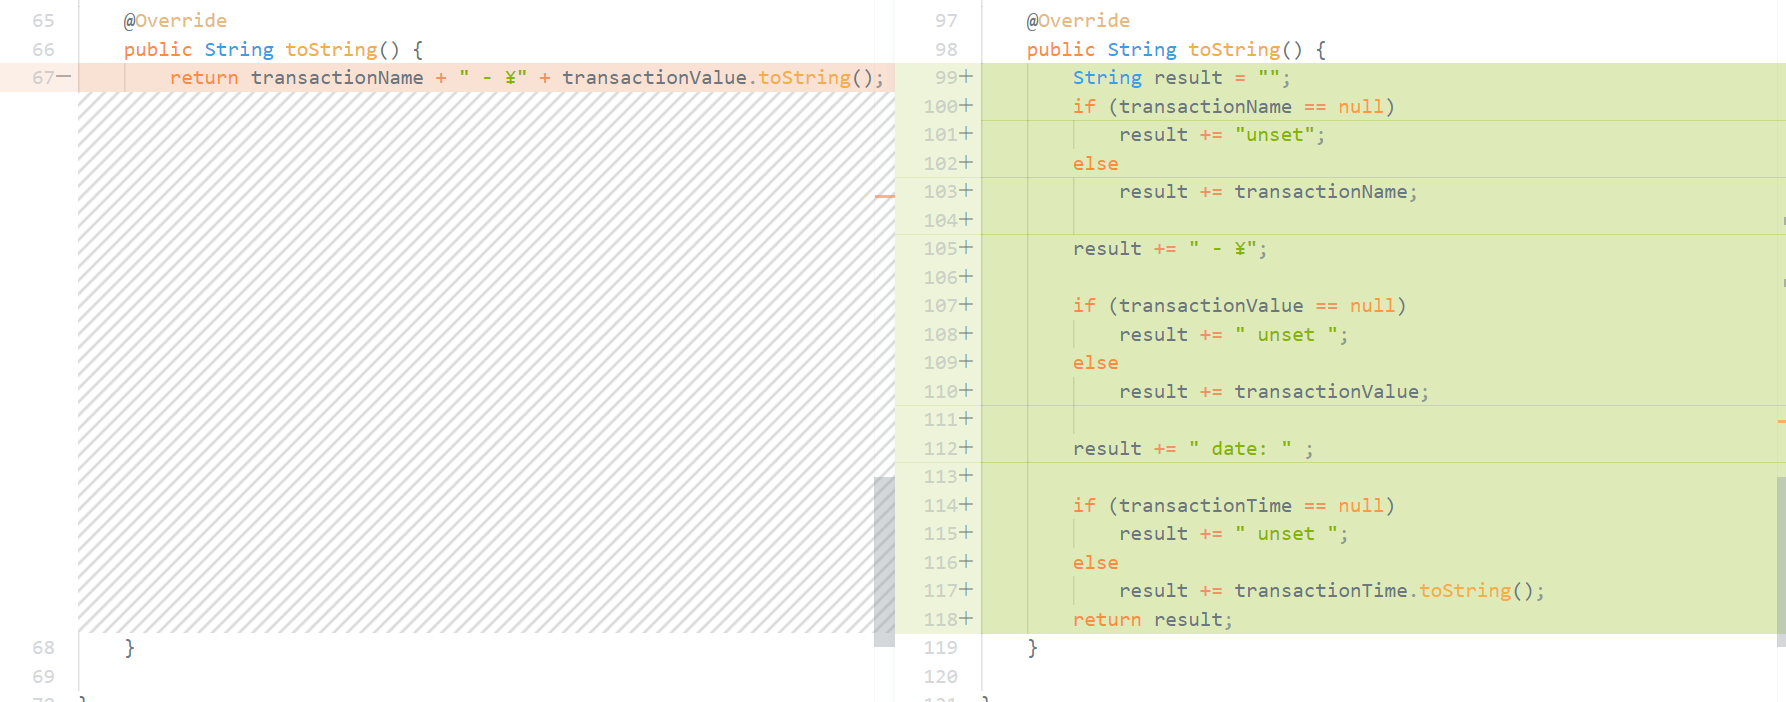 65 @Override
66 public String toString() {
67— return transactionName + " - ¥" + transactionValue.toString();
68 }
69
97 @Override
98 public String toString() {
99+ String result = "";
100+ if (transactionName == null)
101+ result += "unset";
102+ else
103+ result += transactionName;
104+
105+ result += " - ¥";
106+
107+ if (transactionValue == null)
108+ result += " unset ";
109+ else
110+ result += transactionValue;
111+
112+ result += " date: " ;
113+
114+ if (transactionTime == null)
115+ result += " unset ";
116+ else
117+ result += transactionTime.toString();
118+ return result;
119 }
120